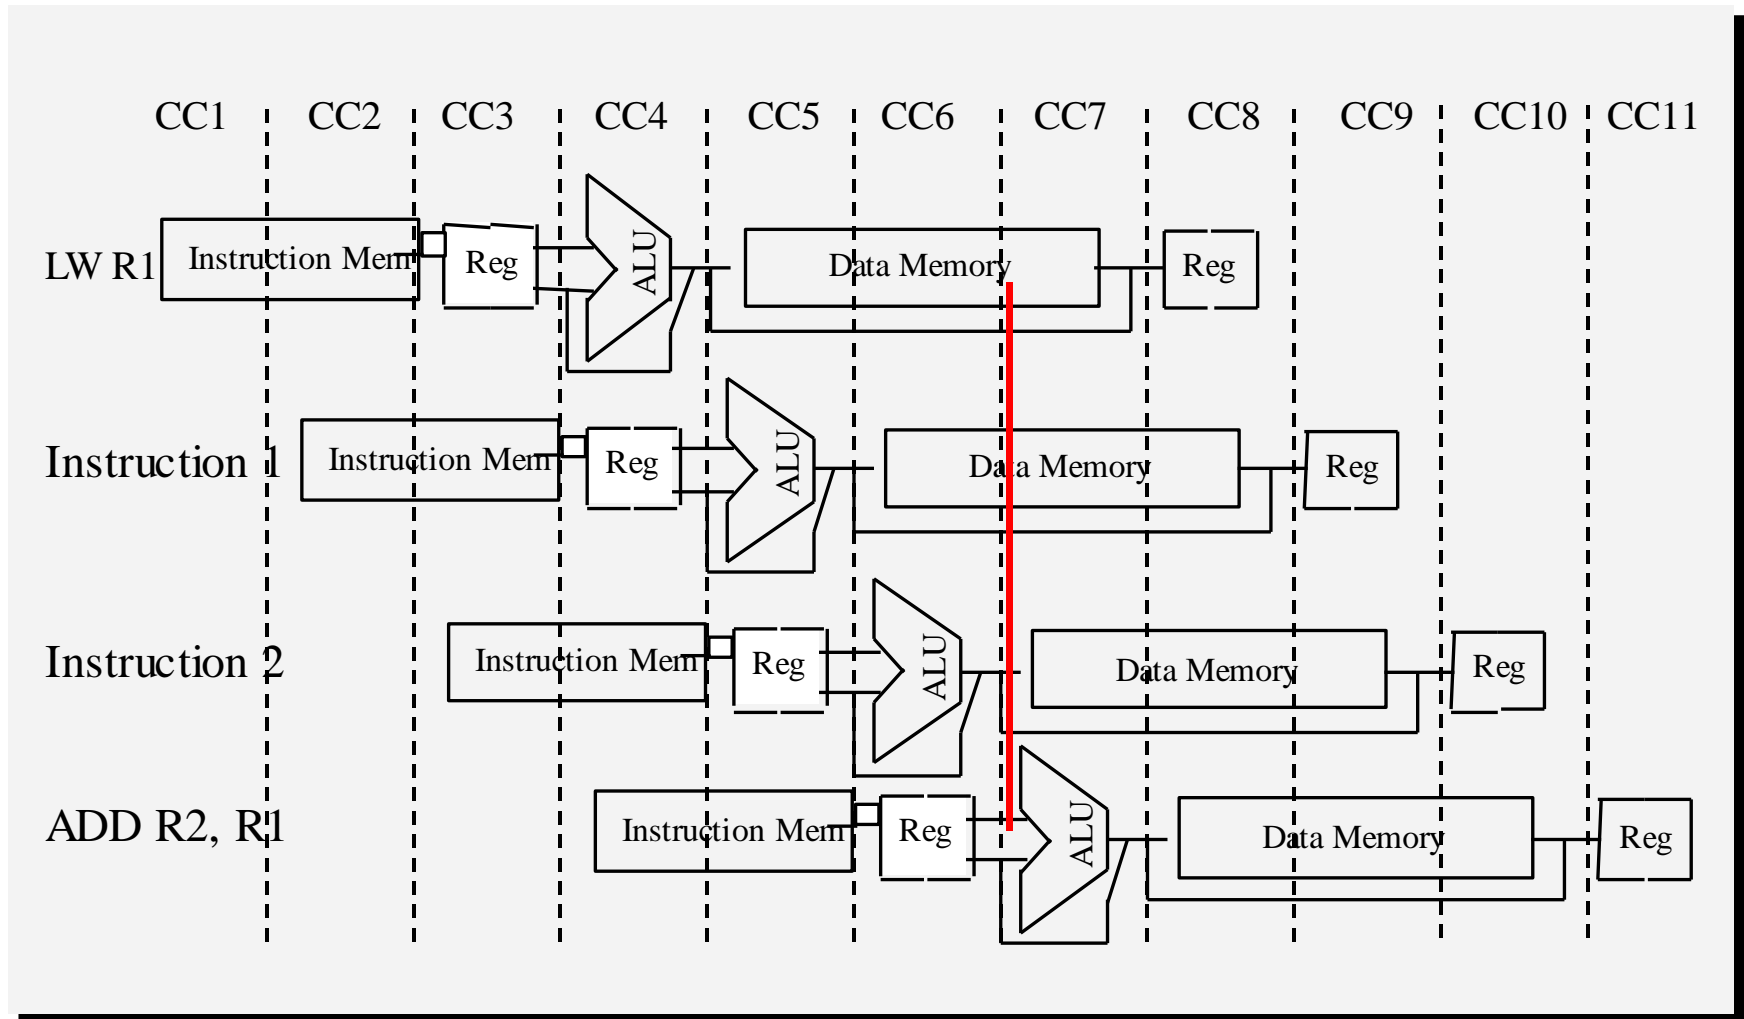 CC1 CC2 CC3 CC4 CC5 CC6 CC7 CC8 CC9 CC10 CC11
LW R1 Instruction Mem Reg ALU Data Memory Reg
Instruction 1 Instruction Mem Reg ALU Data Memory Reg
Instruction 2 Instruction Mem Reg ALU Data Memory Reg
ADD R2, R1 Instruction Mem Reg ALU Data Memory Reg